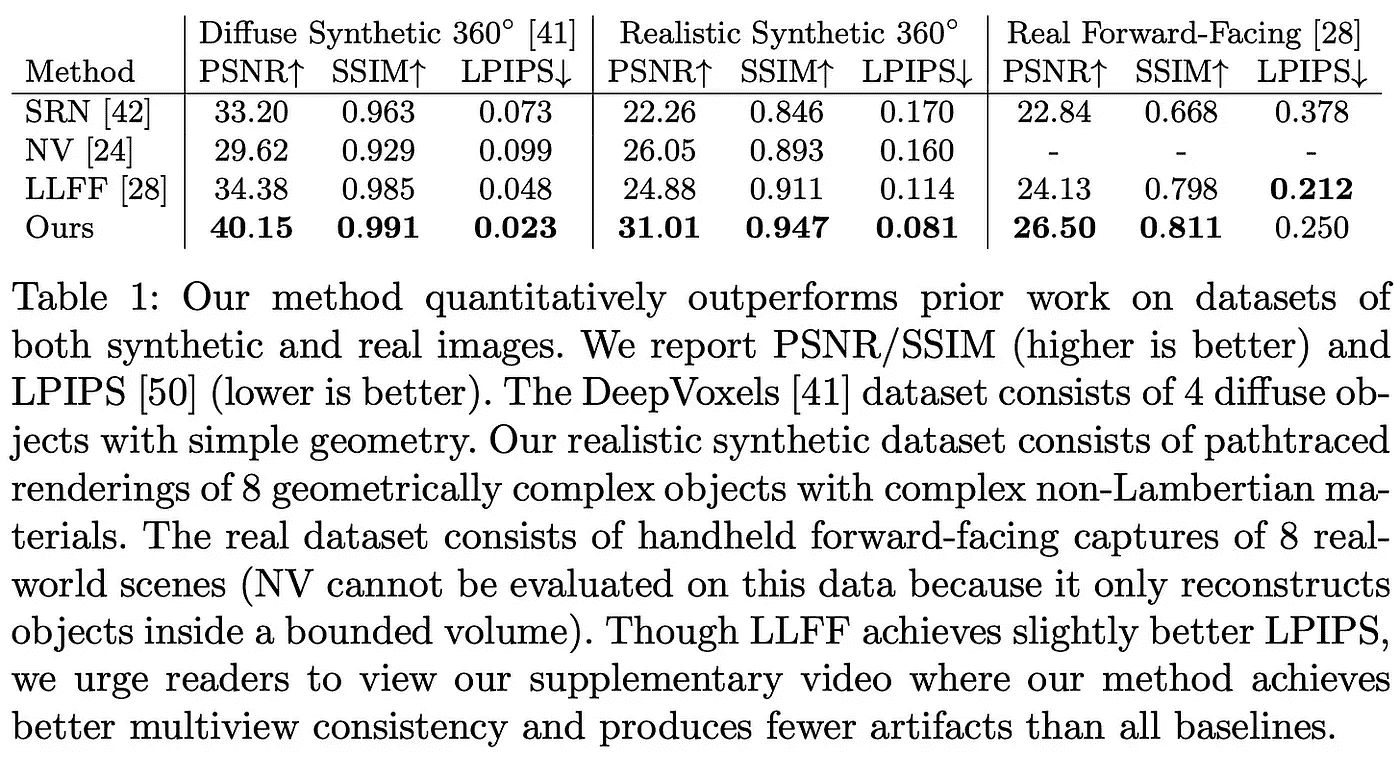 Diffuse Synthetic 360° [41] Realistic Synthetic 360° Real Forward-Facing [28]
Method PSNR↑ SSIM↑ LPIPS↓ PSNR↑ SSIM↑ LPIPS↓ PSNR↑ SSIM↑ LPIPS↓
SRN [42] 33.20 0.963 0.073 22.26 0.846 0.170 22.84 0.668 0.378
NV [24] 29.62 0.929 0.099 26.05 0.893 0.160 - - -
LLFF [28] 34.38 0.985 0.048 24.88 0.911 0.114 24.13 0.798 0.212
Ours 40.15 0.991 0.023 31.01 0.947 0.081 26.50 0.811 0.250
Table 1: Our method quantitatively outperforms prior work on datasets of
both synthetic and real images. We report PSNR/SSIM (higher is better) and
LPIPS [50] (lower is better). The DeepVoxels [41] dataset consists of 4 diffuse ob-
jects with simple geometry. Our realistic synthetic dataset consists of pathtraced
renderings of 8 geometrically complex objects with complex non-Lambertian ma-
terials. The real dataset consists of handheld forward-facing captures of 8 real-
world scenes (NV cannot be evaluated on this data because it only reconstructs
objects inside a bounded volume). Though LLFF achieves slightly better LPIPS,
we urge readers to view our supplementary video where our method achieves
better multiview consistency and produces fewer artifacts than all baselines.